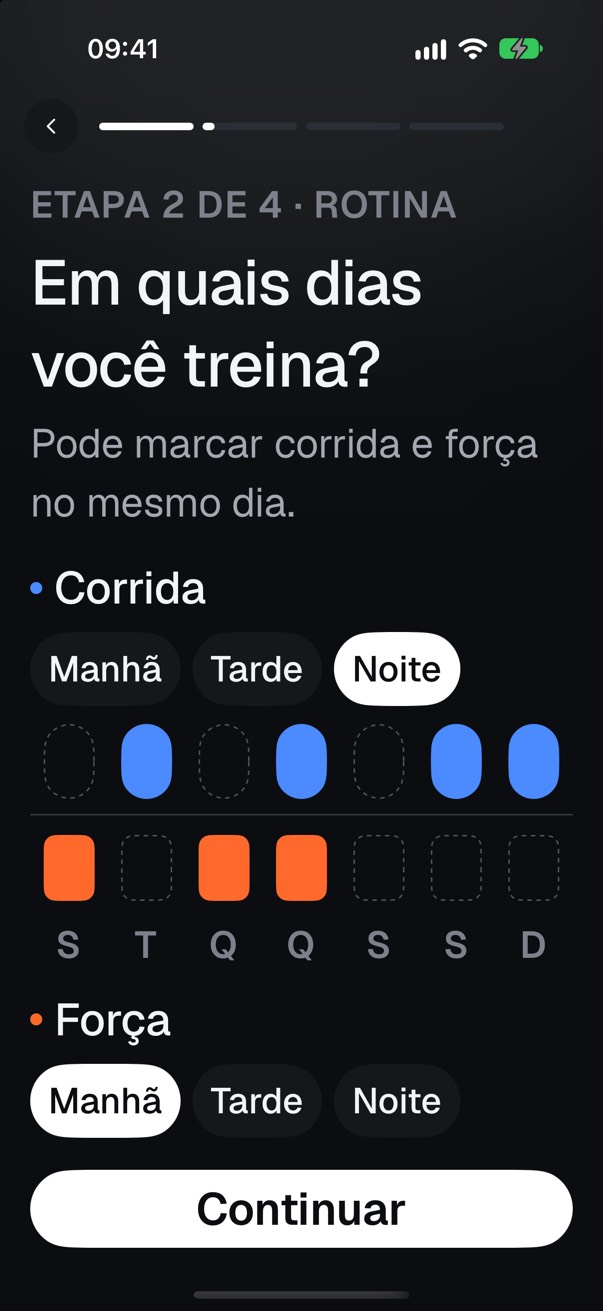 09:41
ETAPA 2 DE 4 · ROTINA
Em quais dias
você treina?
Pode marcar corrida e força
no mesmo dia.
Corrida
Manhã Tarde Noite
S T Q Q S S D
Força
Manhã Tarde Noite
Continuar